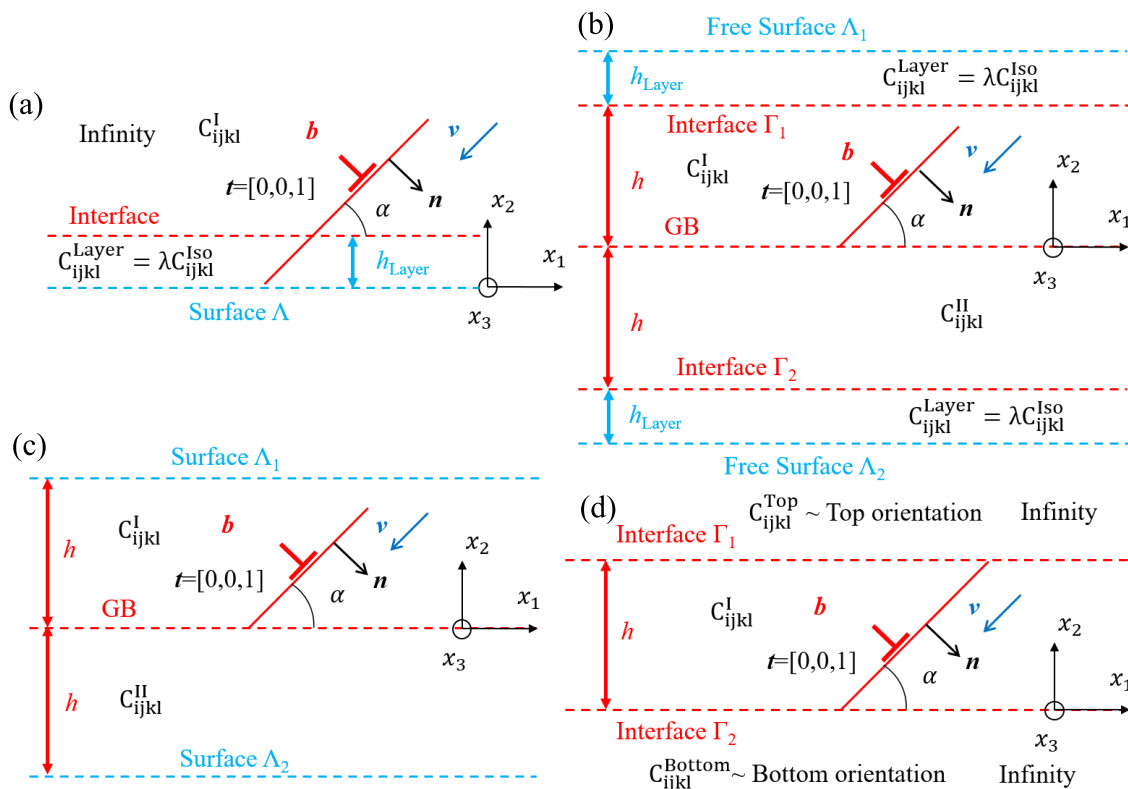 (a)
Infinity C^I_ijkl
b
v
t=[0,0,1]
n
α
Interface
C^Layer_ijkl = λC^Iso_ijkl
h_Layer
Surface Λ
x₂
x₁
x₃
(b)
Free Surface Λ₁
h_Layer
C^Layer_ijkl = λC^Iso_ijkl
Interface Γ₁
C^I_ijkl
b
v
t=[0,0,1]
n
h
α
GB
x₂
x₁
x₃
h
C^II_ijkl
Interface Γ₂
h_Layer
C^Layer_ijkl = λC^Iso_ijkl
Free Surface Λ₂
(c)
Surface Λ₁
C^I_ijkl
b
v
h
t=[0,0,1]
n
α
GB
x₂
x₁
x₃
h
C^II_ijkl
Surface Λ₂
(d)
C^Top_ijkl ~ Top orientation Infinity
Interface Γ₁
C^I_ijkl
b
v
h
t=[0,0,1]
n
α
x₂
x₁
x₃
Interface Γ₂
C^Bottom_ijkl ~ Bottom orientation Infinity